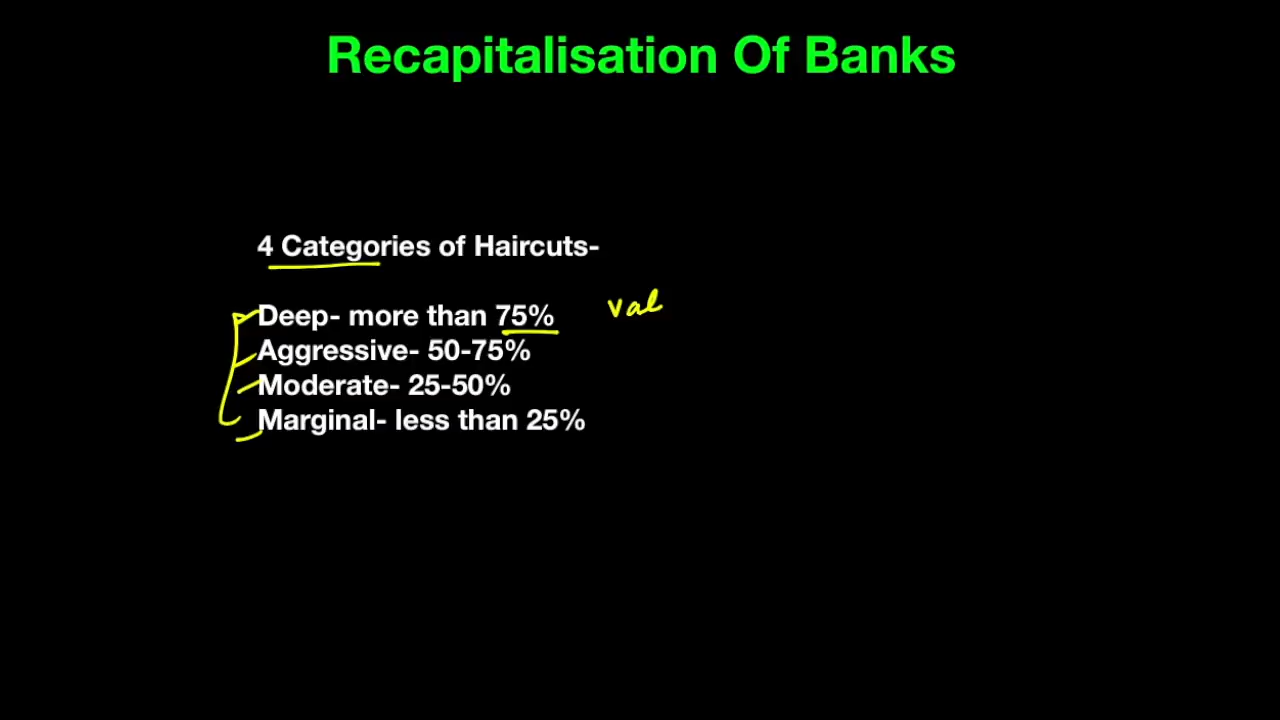 Recapitalisation Of Banks
4 Categories of Haircuts-
Deep- more than 75% val
Aggressive- 50-75%
Moderate- 25-50%
Marginal- less than 25%